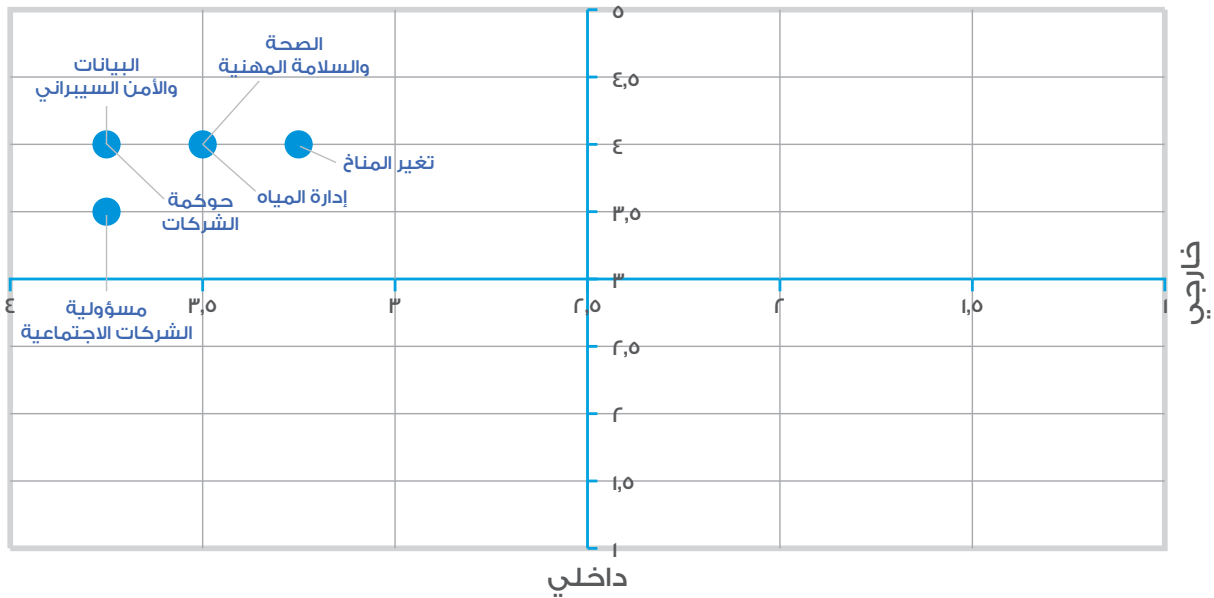 ٥
الصحة
والسلامة المهنية
البيانات
والأمن السيبراني
٤,٥
٤
تغير المناخ
إدارة المياه
حوكمة
الشركات
٣,٥
خارجي
٣
١
١,٥
٢
٢,٥
٣
٣,٥
٤
مسؤولية
الشركات الاجتماعية
٢,٥
٢
١,٥
١
داخلي